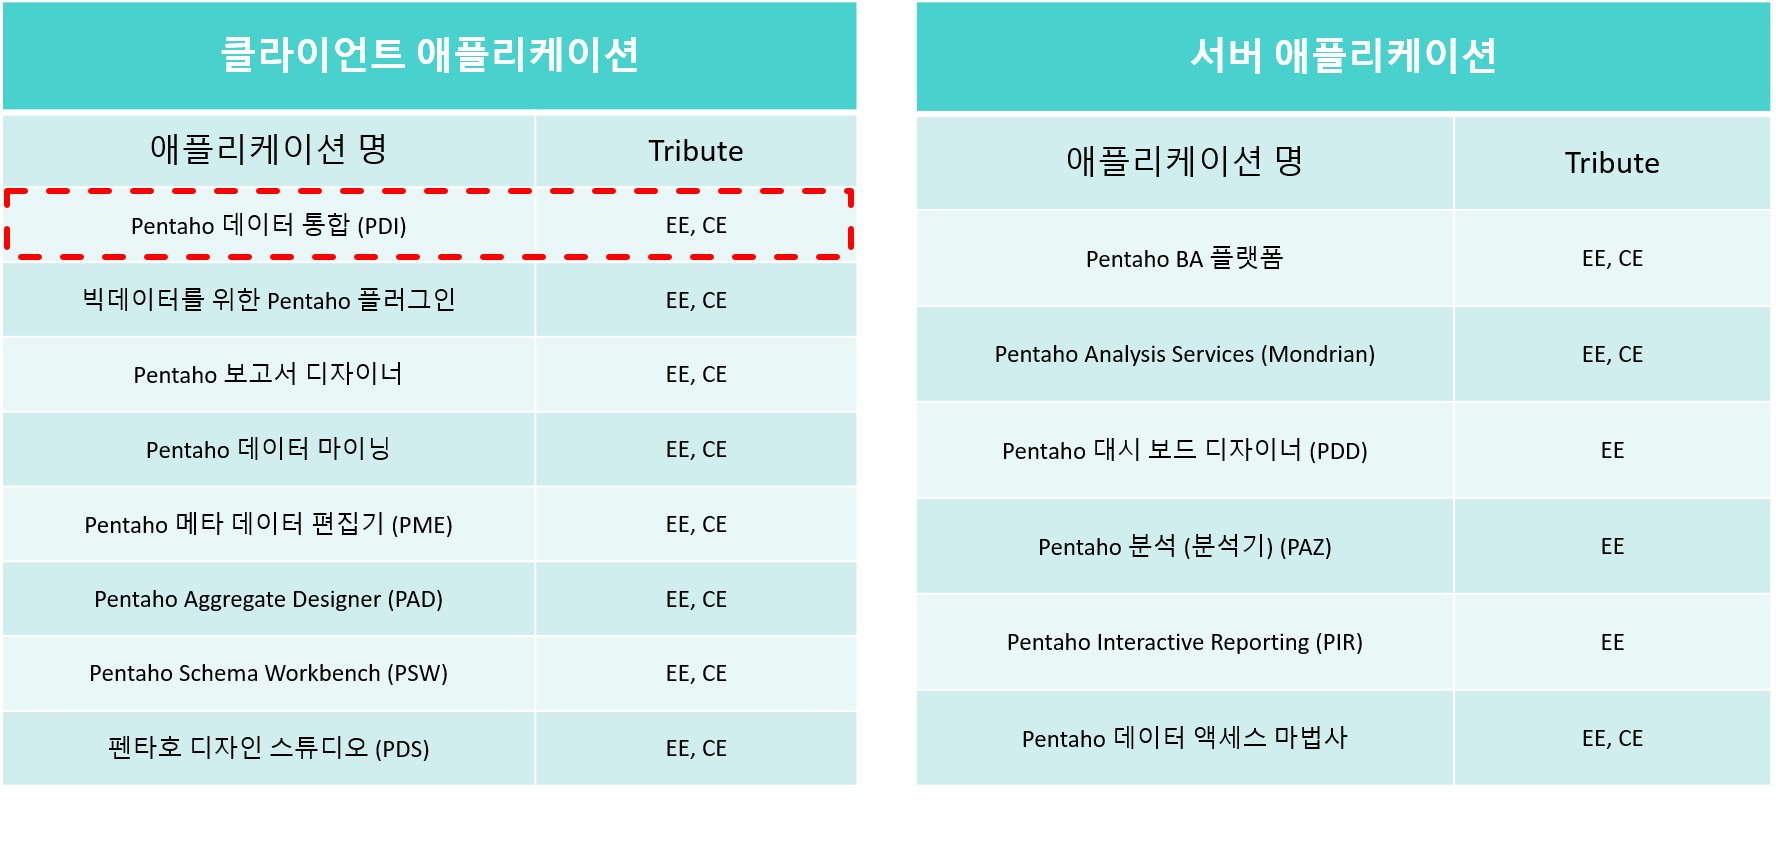 클라이언트 애플리케이션
애플리케이션 명 Tribute
Pentaho 데이터 통합 (PDI) EE, CE
빅데이터를 위한 Pentaho 플러그인 EE, CE
Pentaho 보고서 디자이너 EE, CE
Pentaho 데이터 마이닝 EE, CE
Pentaho 메타 데이터 편집기 (PME) EE, CE
Pentaho Aggregate Designer (PAD) EE, CE
Pentaho Schema Workbench (PSW) EE, CE
펜타호 디자인 스튜디오 (PDS) EE, CE
서버 애플리케이션
애플리케이션 명 Tribute
Pentaho BA 플랫폼 EE, CE
Pentaho Analysis Services (Mondrian) EE, CE
Pentaho 대시 보드 디자이너 (PDD) EE
Pentaho 분석 (분석기) (PAZ) EE
Pentaho Interactive Reporting (PIR) EE
Pentaho 데이터 액세스 마법사 EE, CE